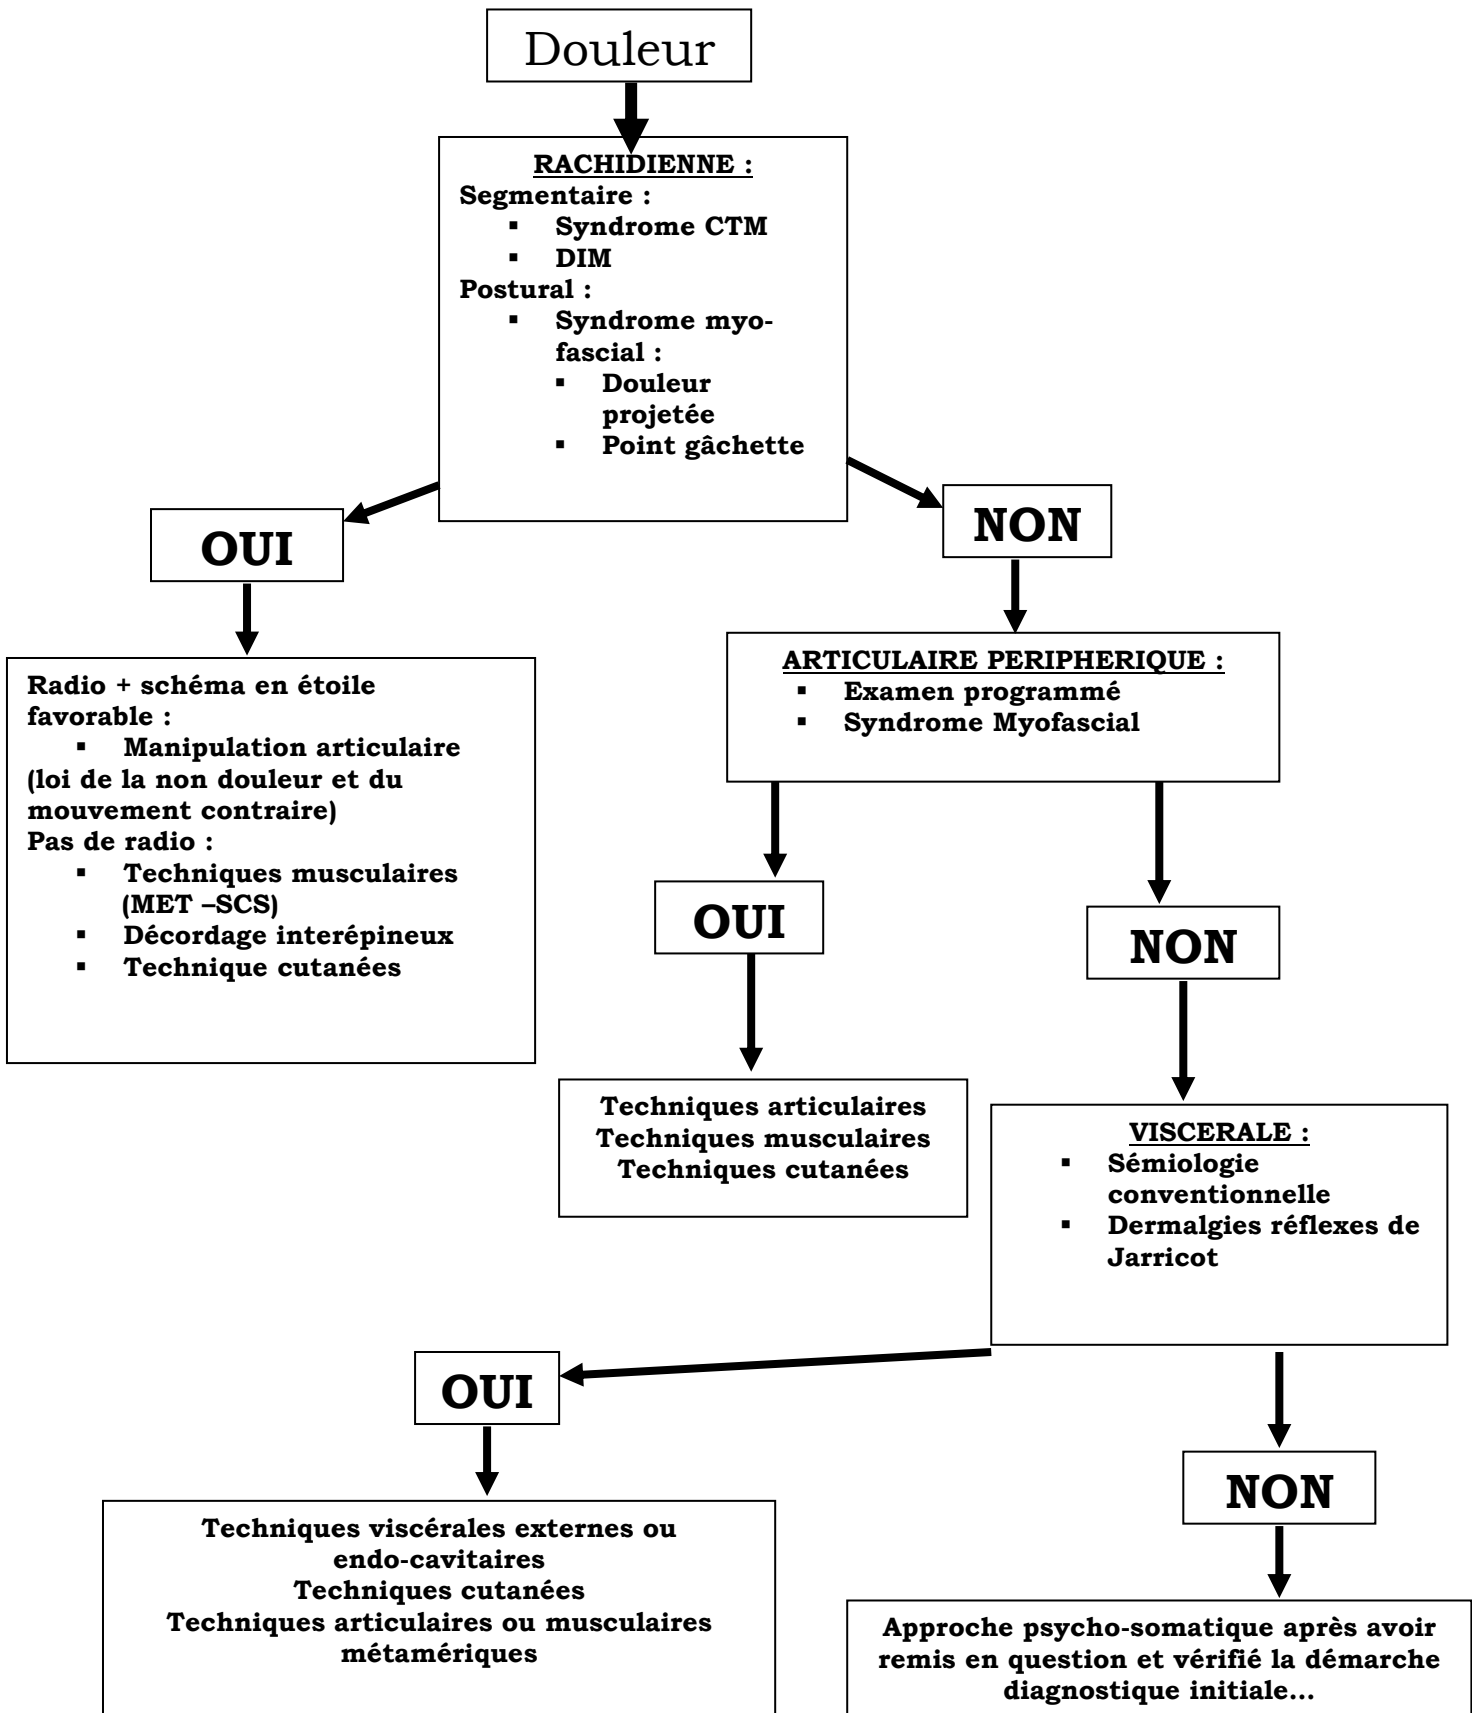 Douleur
RACHIDIENNE :
Segmentaire :
▪ Syndrome CTM
▪ DIM
Postural :
▪ Syndrome myo-
fascial :
▪ Douleur
projetée
▪ Point gâchette
OUI
NON
Radio + schéma en étoile
favorable :
▪ Manipulation articulaire
(loi de la non douleur et du
mouvement contraire)
Pas de radio :
▪ Techniques musculaires
(MET –SCS)
▪ Décordage interépineux
▪ Technique cutanées
ARTICULAIRE PERIPHERIQUE :
▪ Examen programmé
▪ Syndrome Myofascial
OUI
NON
Techniques articulaires
Techniques musculaires
Techniques cutanées
VISCERALE :
▪ Sémiologie
conventionnelle
▪ Dermalgies réflexes de
Jarricot
OUI
NON
Techniques viscérales externes ou
endo-cavitaires
Techniques cutanées
Techniques articulaires ou musculaires
métamériques
Approche psycho-somatique après avoir
remis en question et vérifié la démarche
diagnostique initiale…